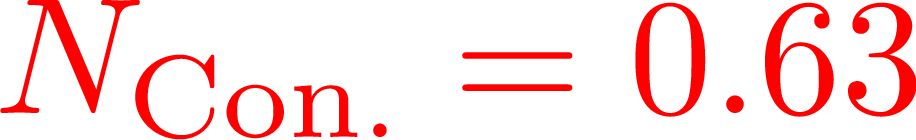 N_Con. = 0.63